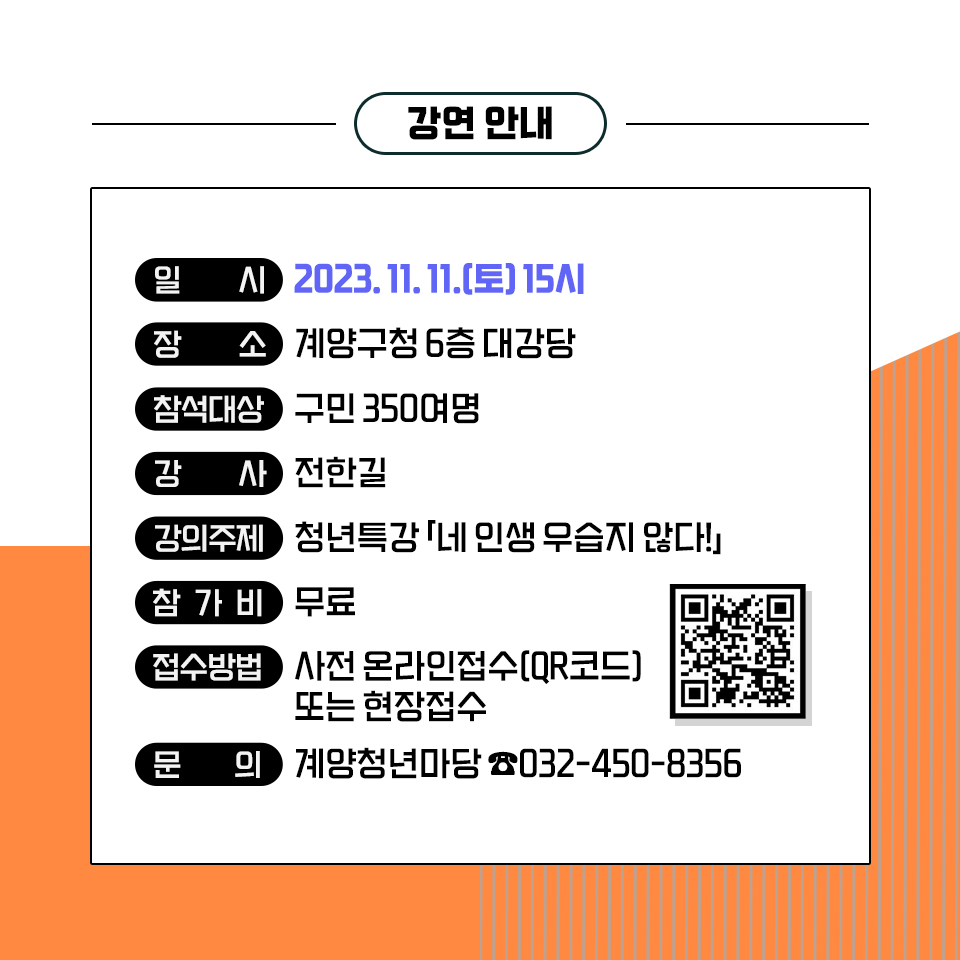 강연 안내
일 시 2023. 11. 11.(토) 15시
장 소 계양구청 6층 대강당
참석대상 구민 350여명
강 사 전한길
강의주제 청년특강 「네 인생 우습지 않다!」
참 가 비 무료
접수방법 사전 온라인접수(QR코드)
또는 현장접수
문 의 계양청년마당 ☎032-450-8356